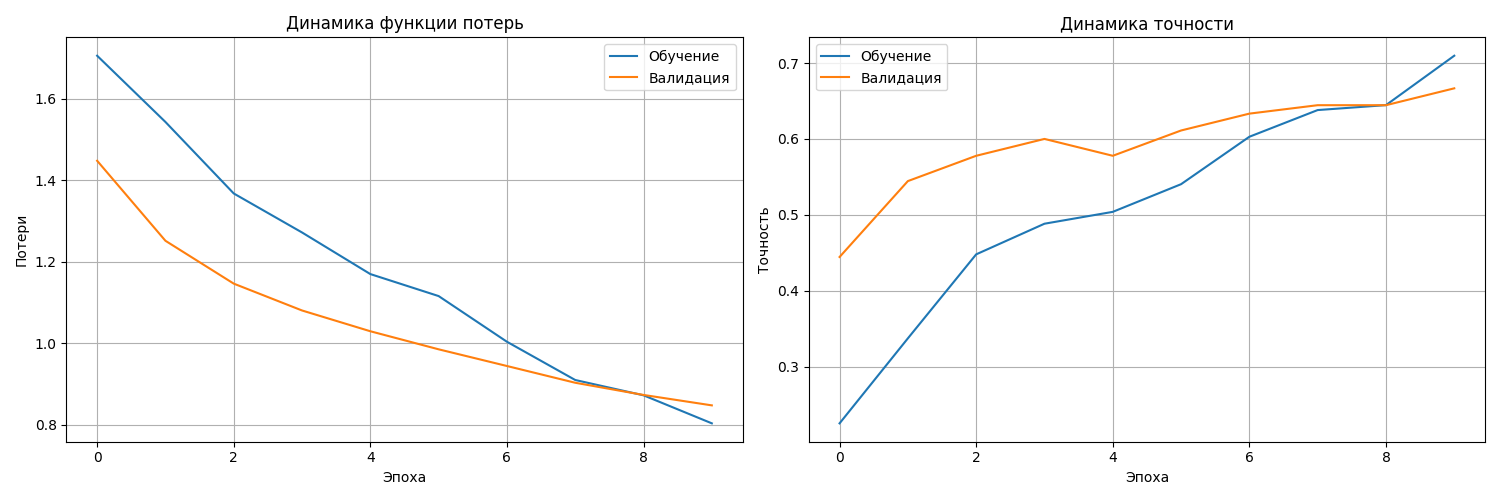 Динамика функции потерь
Обучение
Валидация
Потери
1.6
1.4
1.2
1.0
0.8
0 2 4 6 8
Эпоха
Динамика точности
Обучение
Валидация
Точность
0.7
0.6
0.5
0.4
0.3
0 2 4 6 8
Эпоха